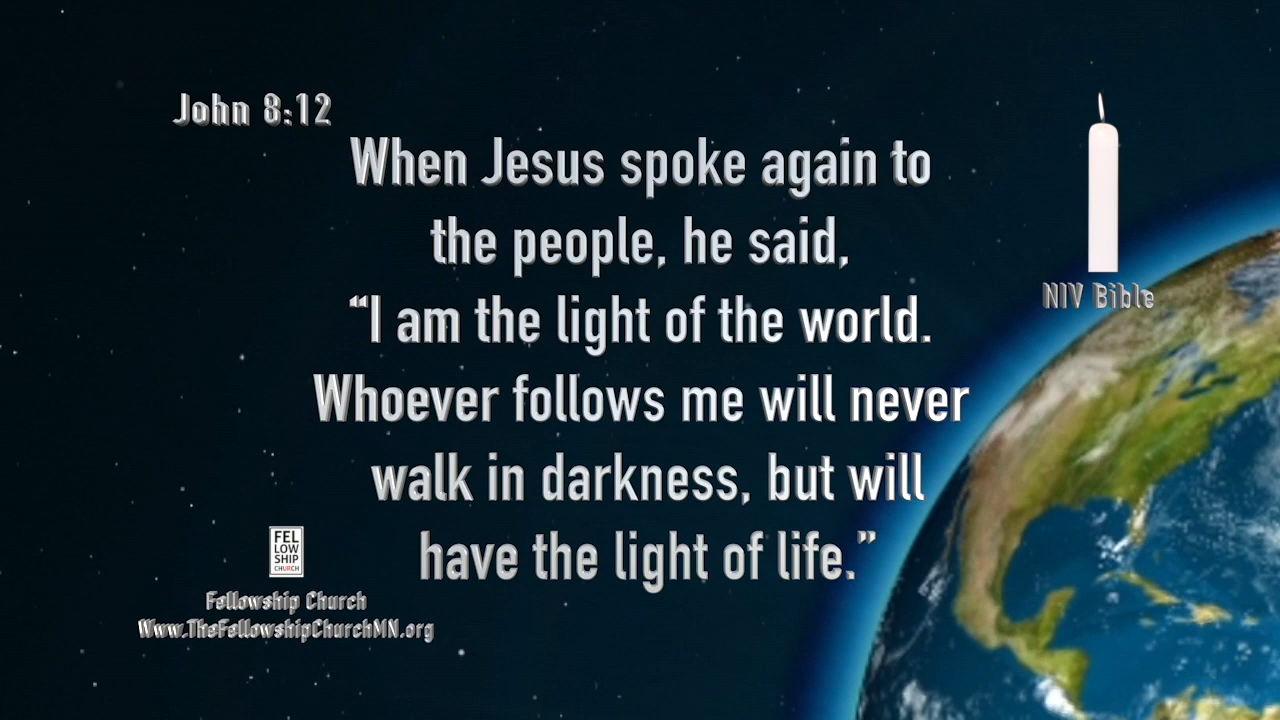 John 8:12
When Jesus spoke again to
the people, he said,
“I am the light of the world.
Whoever follows me will never
walk in darkness, but will
have the light of life.”
NIV Bible
FEL
LOW
SHIP
CHURCH
Fellowship Church
Www.TheFellowshipChurchMN.org